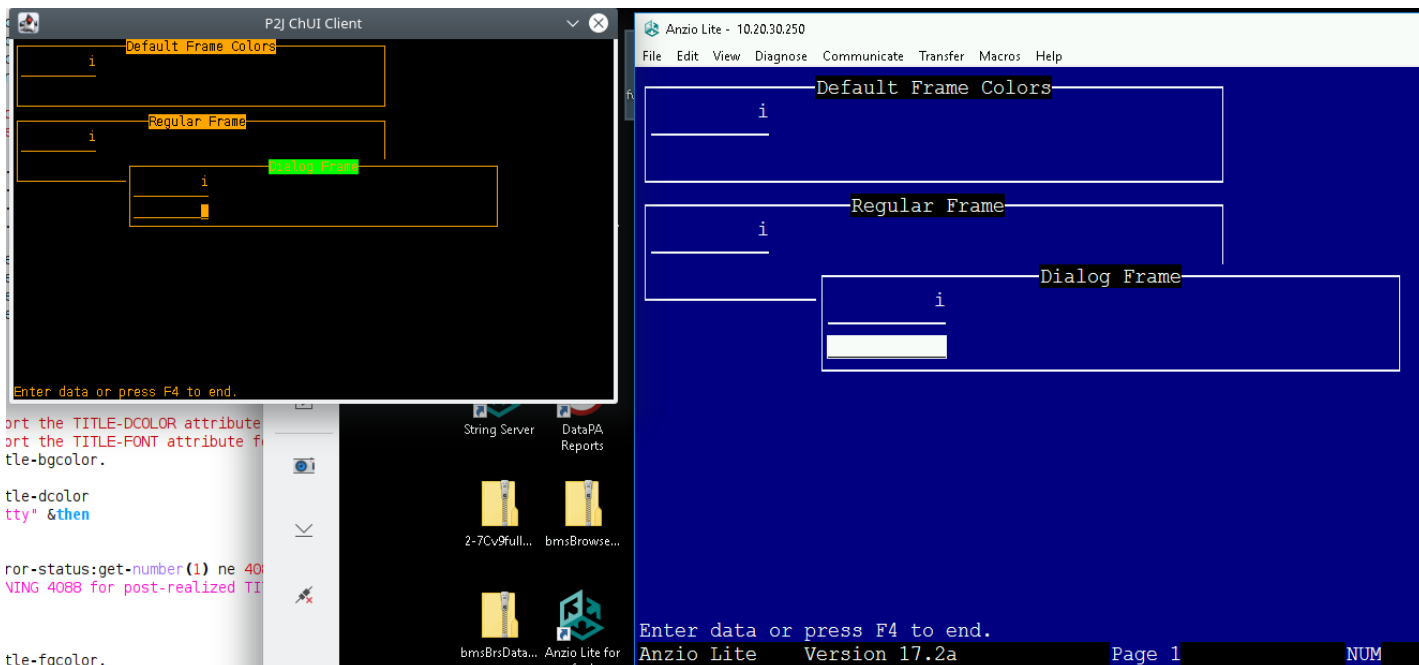 P2J ChUI Client
Default Frame Colors
i
Regular Frame
i
Dialog Frame
i
Enter data or press F4 to end.
ort the TITLE-DCOLOR attribute
ort the TITLE-FONT attribute f
tle-bgcolor.
tle-dcolor
tty" &then
ror-status:get-number(1) ne 40
NING 4088 for post-realized TI
tle-fgcolor.
String Server
DataPA
Reports
2-7Cv9full...
bmsBrowse...
bmsBrsData...
Anzio Lite for
Anzio Lite - 10.20.30.250
File Edit View Diagnose Communicate Transfer Macros Help
Default Frame Colors
i
Regular Frame
i
Dialog Frame
i
Enter data or press F4 to end.
Anzio Lite Version 17.2a Page 1 NUM